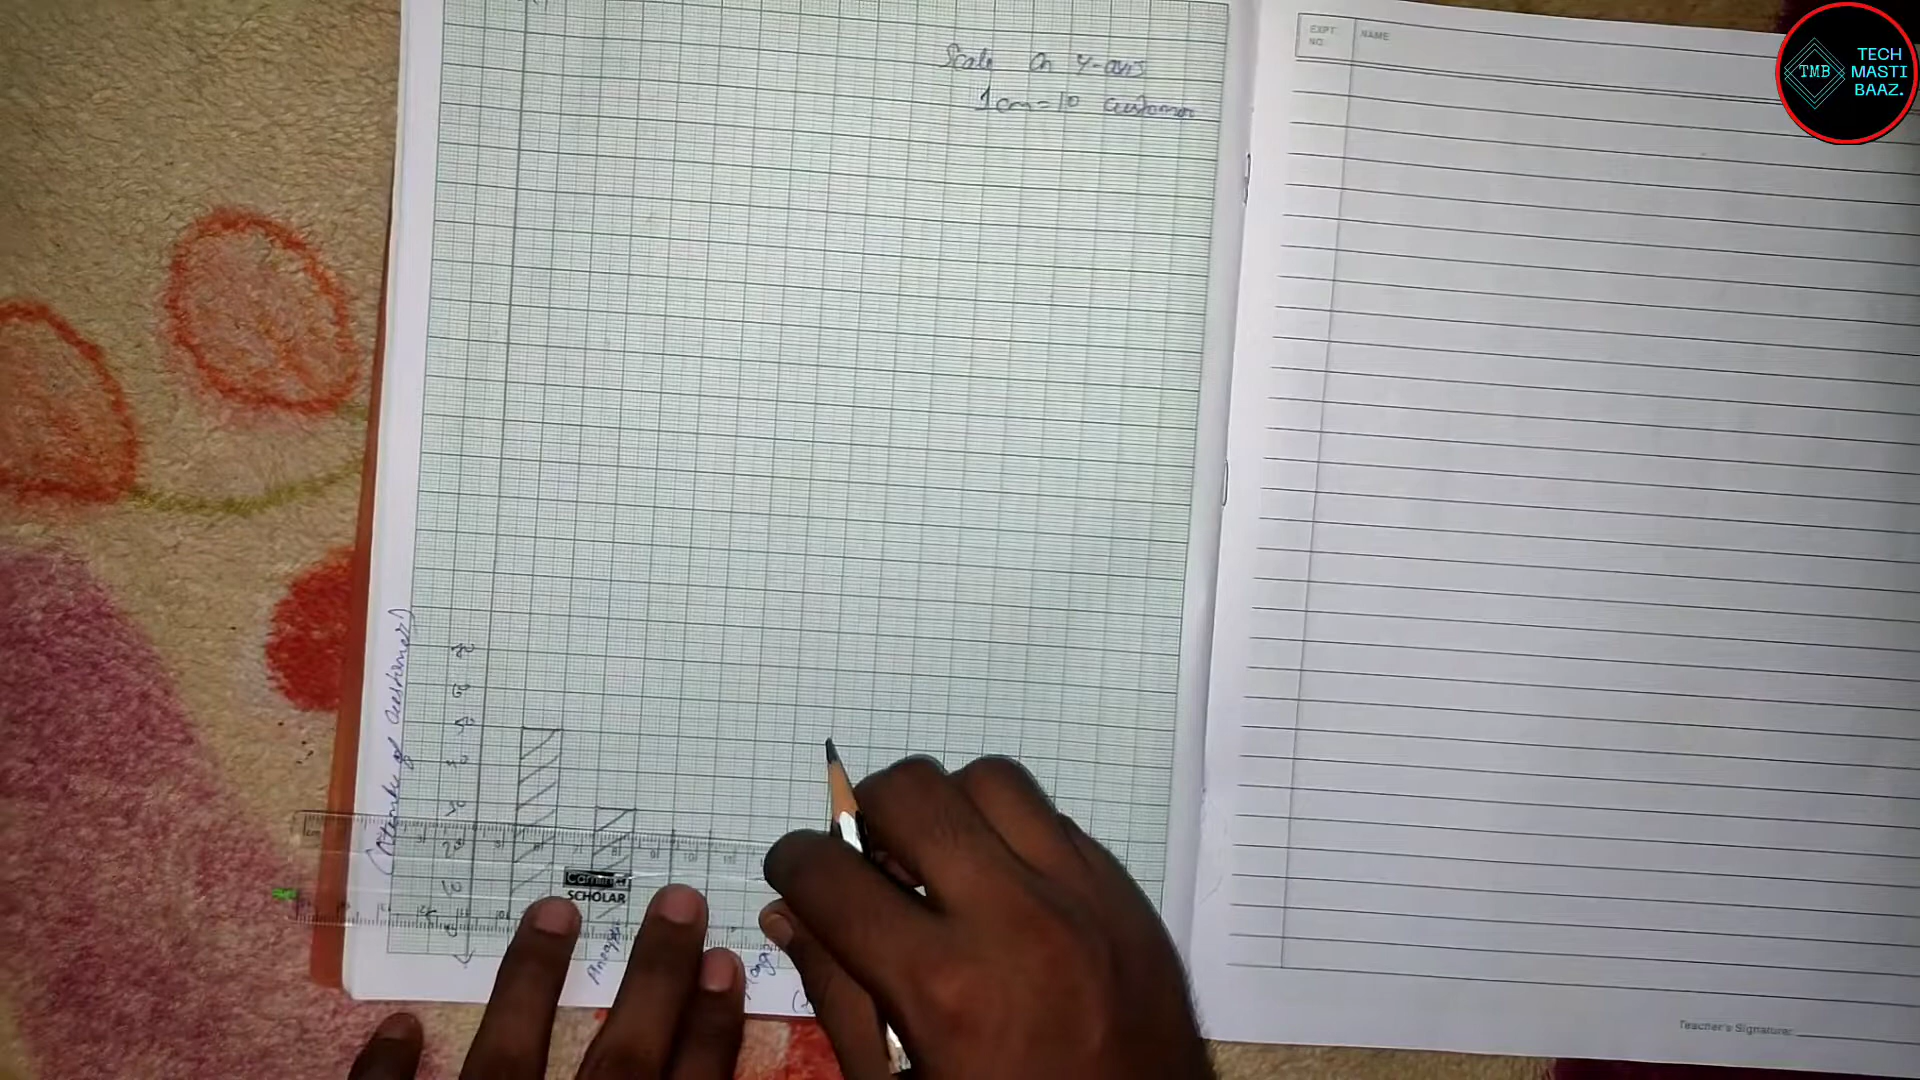 Scale On Y-axis
1cm=10 customer
EXPT. NO.
NAME
TMB
TECH
MASTI
BAAZ.
(Number of customer)
70
60
50
40
30
20
10
0
SCHOLAR
Teacher's Signature: